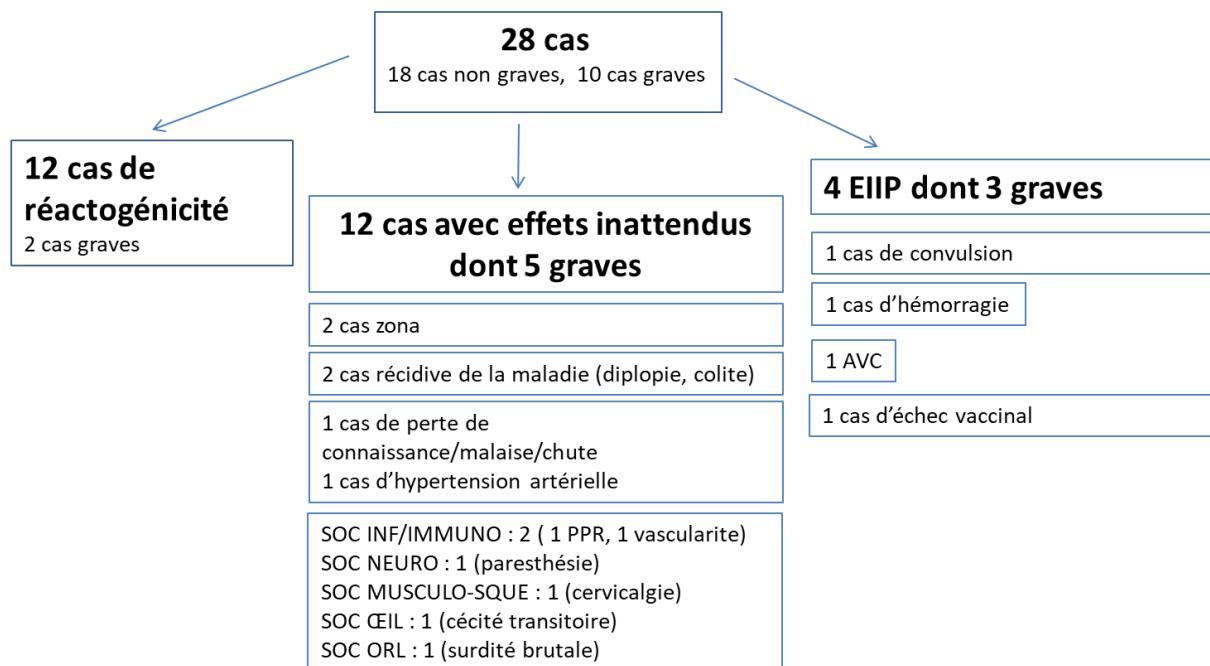 28 cas
18 cas non graves, 10 cas graves
12 cas de
réactogénicité
2 cas graves
12 cas avec effets inattendus
dont 5 graves
2 cas zona
2 cas récidive de la maladie (diplopie, colite)
1 cas de perte de
connaissance/malaise/chute
1 cas d’hypertension artérielle
SOC INF/IMMUNO : 2 ( 1 PPR, 1 vascularite)
SOC NEURO : 1 (paresthésie)
SOC MUSCULO-SQUE : 1 (cervicalgie)
SOC ŒIL : 1 (cécité transitoire)
SOC ORL : 1 (surdité brutale)
4 EIIP dont 3 graves
1 cas de convulsion
1 cas d’hémorragie
1 AVC
1 cas d’échec vaccinal